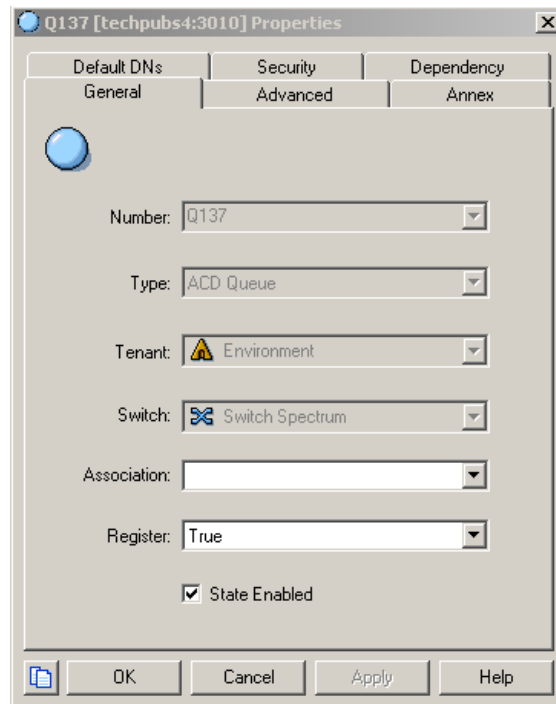 Q137 [techpubs4:3010] Properties
Default DNs Security Dependency
General Advanced Annex
Number: Q137
Type: ACD Queue
Tenant: Environment
Switch: Switch Spectrum
Association:
Register: True
State Enabled
OK Cancel Apply Help